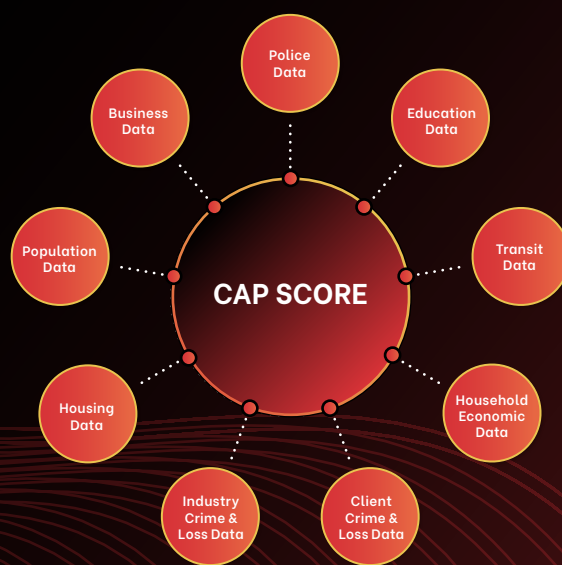 Police
Data
Business
Data
Education
Data
Population
Data
Transit
Data
CAP SCORE
Housing
Data
Household
Economic
Data
Industry
Crime &
Loss Data
Client
Crime &
Loss Data